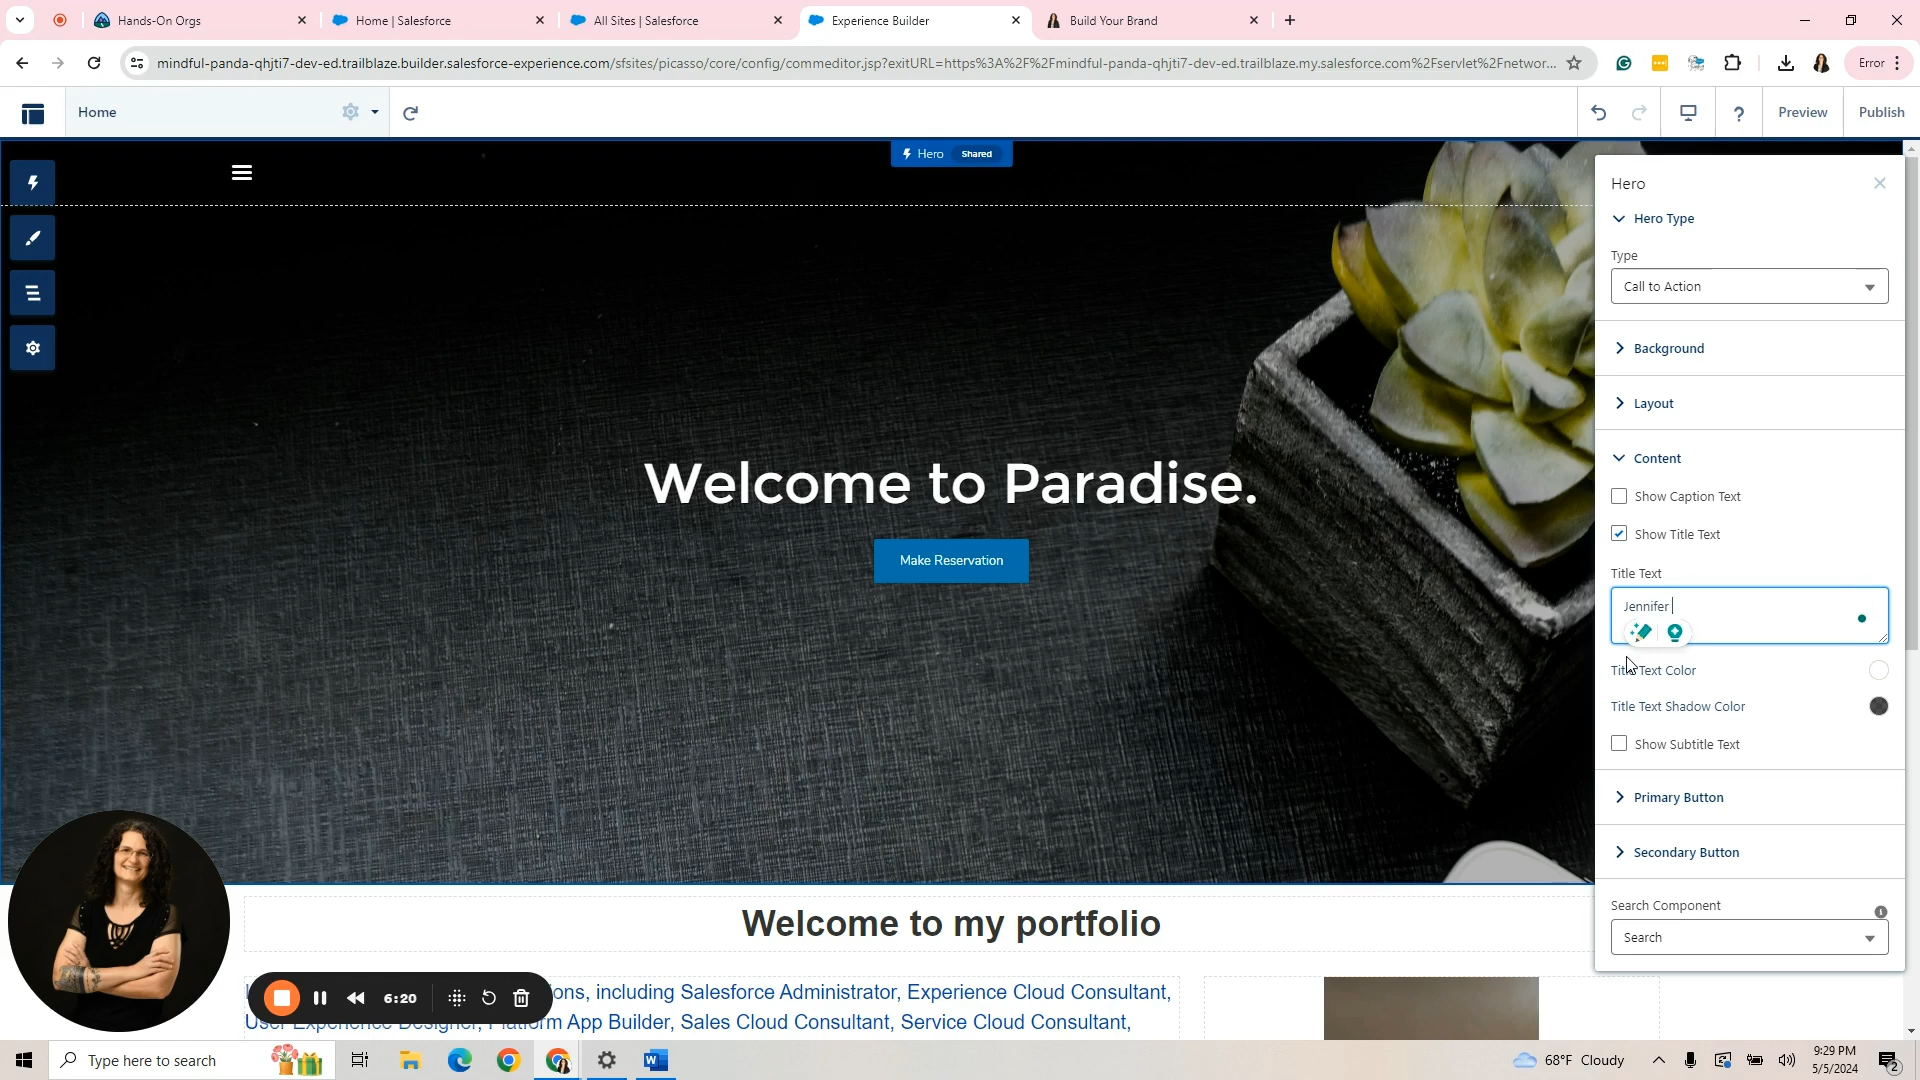 Hands-On Orgs
Home | Salesforce
All Sites | Salesforce
Experience Builder
Build Your Brand
mindful-panda-qhjti7-dev-ed.trailblaze.builder.salesforce-experience.com/sfsites/picasso/core/config/commeditor.jsp?exitURL=https%3A%2F%2Fmindful-panda-qhjti7-dev-ed.trailblaze.my.salesforce.com%2Fservlet%2Fnetwor...
Error
Home
?
Preview
Publish
Hero
Shared
Hero
Hero Type
Type
Call to Action
Background
Layout
Content
Show Caption Text
Show Title Text
Title Text
Jennifer
Text Color
Title Text Shadow Color
Show Subtitle Text
Primary Button
Secondary Button
Search Component
Search
Welcome to Paradise.
Make Reservation
Welcome to my portfolio
ons, including Salesforce Administrator, Experience Cloud Consultant,
User Experience Designer, Platform App Builder, Sales Cloud Consultant, Service Cloud Consultant,
6:20
Type here to search
68°F Cloudy
9:29 PM
5/5/2024
2